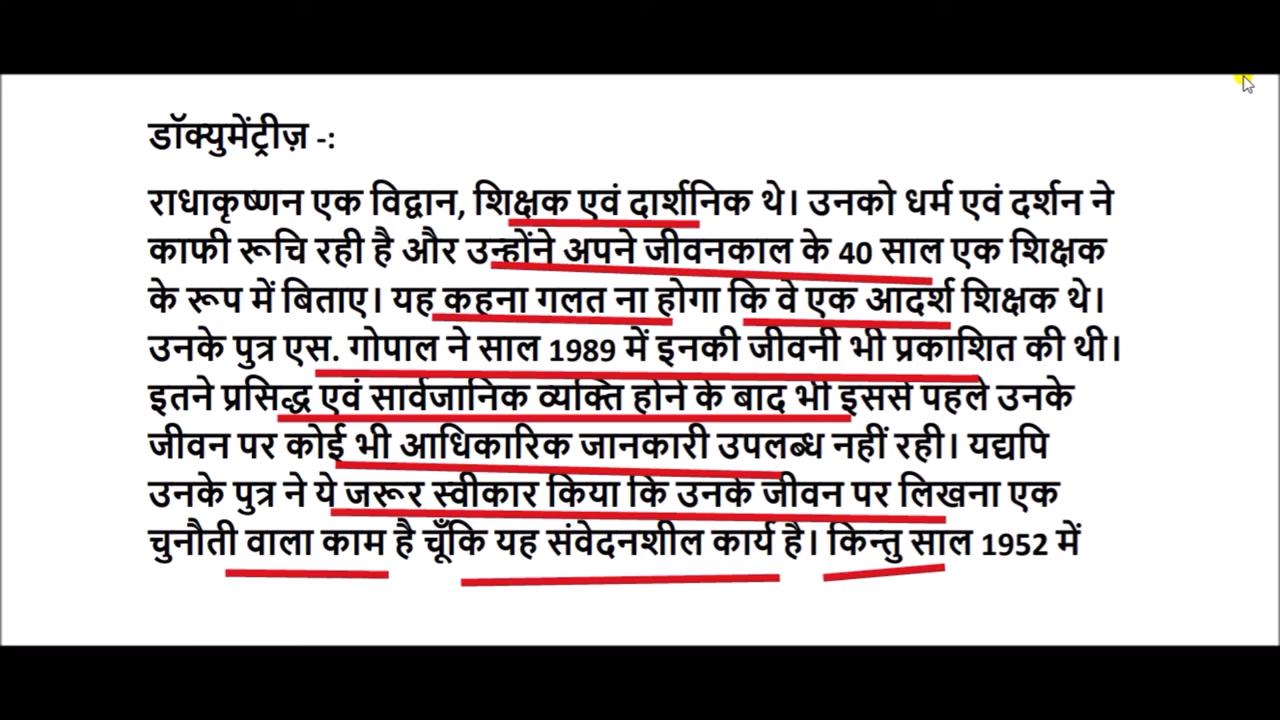 डॉक्युमेंट्रीज़ -:
राधाकृष्णन एक विद्वान, शिक्षक एवं दार्शनिक थे। उनको धर्म एवं दर्शन ने
काफी रूचि रही है और उन्होंने अपने जीवनकाल के 40 साल एक शिक्षक
के रूप में बिताए। यह कहना गलत ना होगा कि वे एक आदर्श शिक्षक थे।
उनके पुत्र एस. गोपाल ने साल 1989 में इनकी जीवनी भी प्रकाशित की थी।
इतने प्रसिद्ध एवं सार्वजानिक व्यक्ति होने के बाद भी इससे पहले उनके
जीवन पर कोई भी आधिकारिक जानकारी उपलब्ध नहीं रही। यद्यपि
उनके पुत्र ने ये जरूर स्वीकार किया कि उनके जीवन पर लिखना एक
चुनौती वाला काम है चूँकि यह संवेदनशील कार्य है। किन्तु साल 1952 में